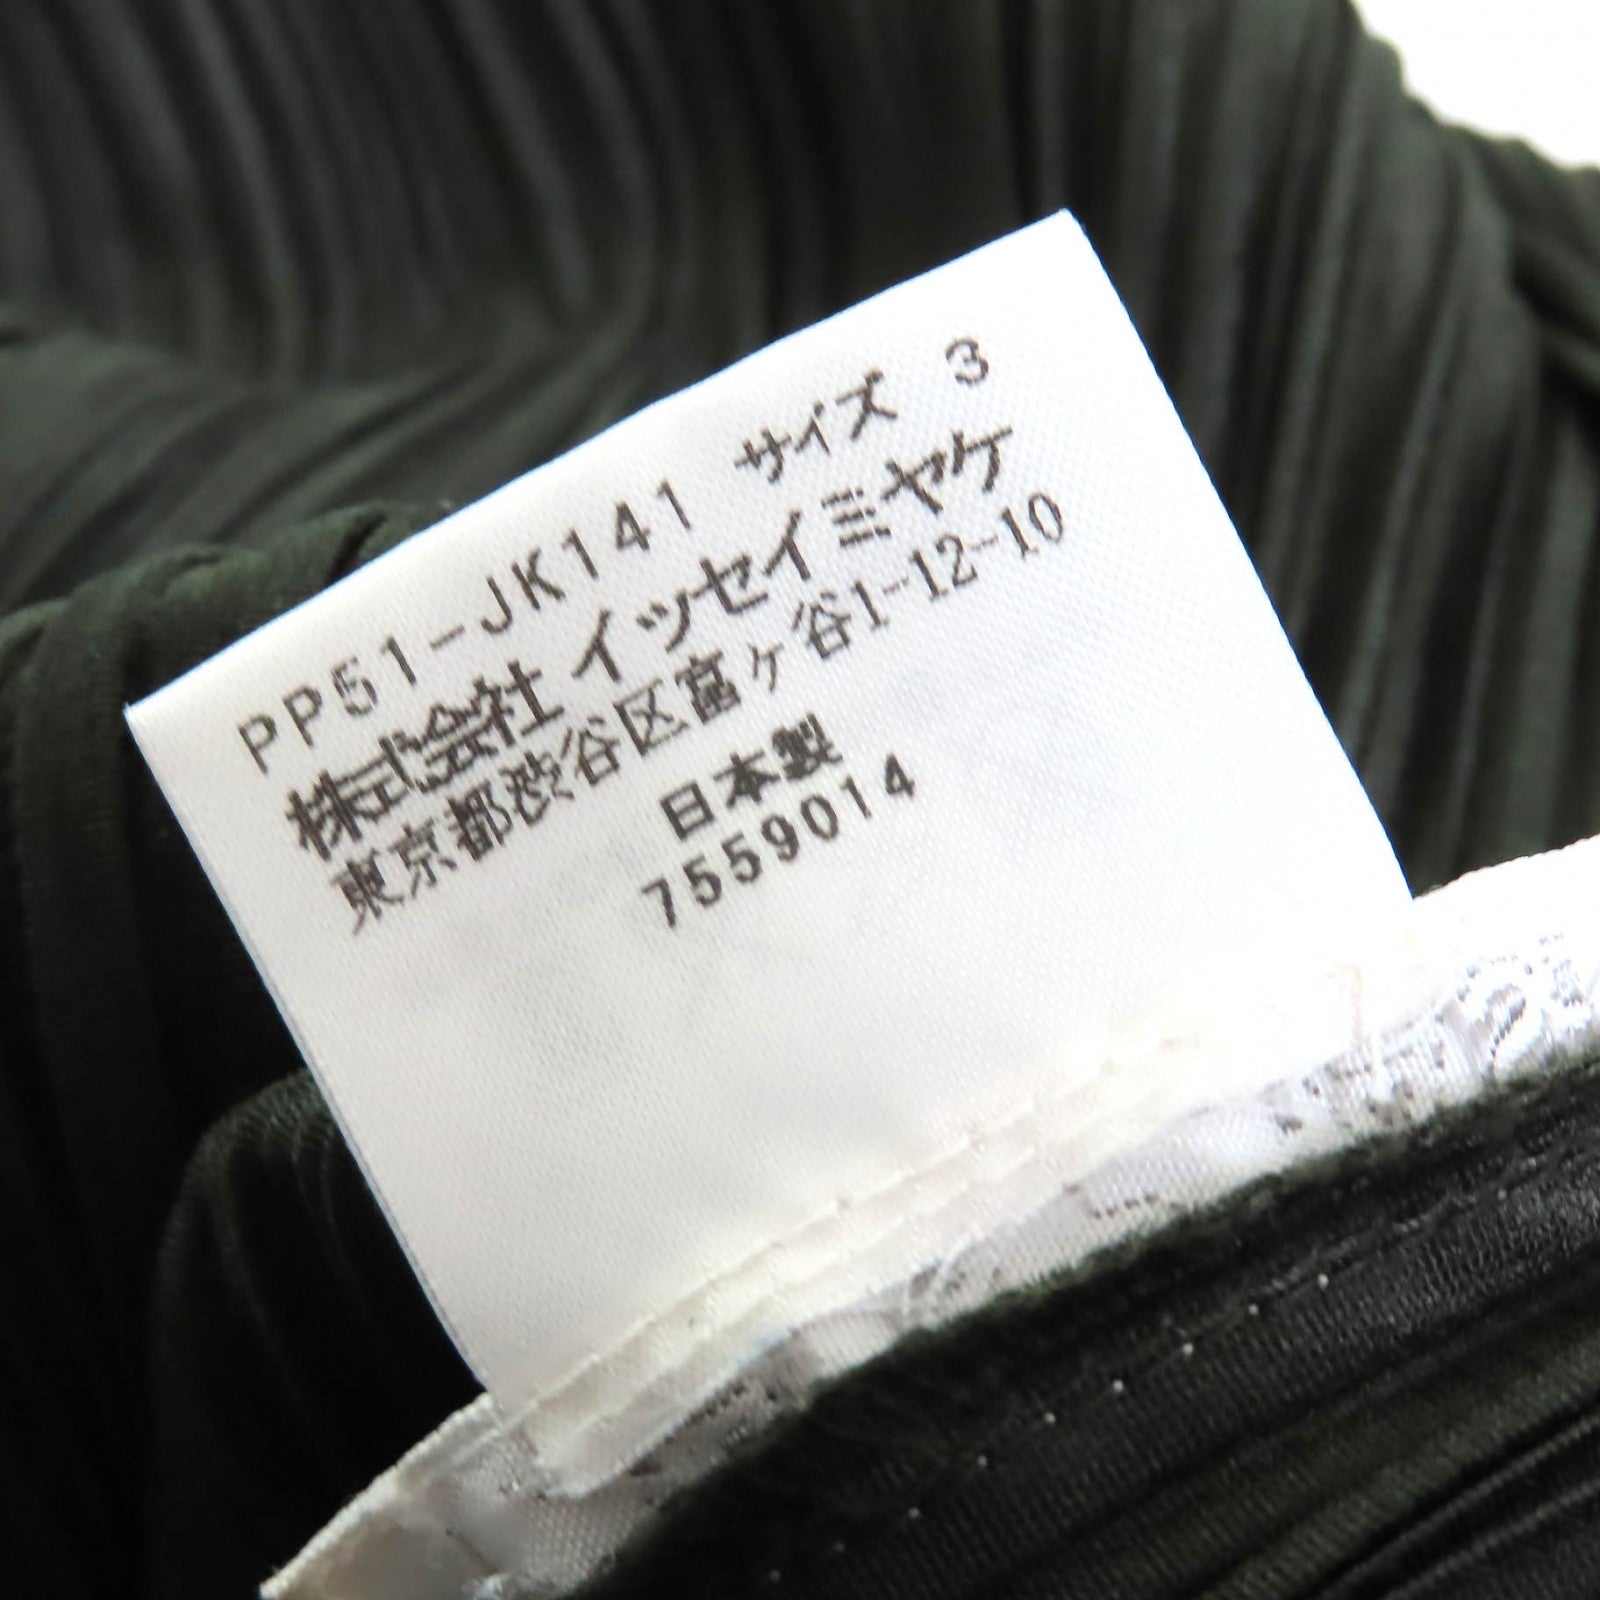 PP51-JK141 サイズ 3
株式会社 イッセイミヤケ
東京都渋谷区富ヶ谷1-12-10
日本製
7559014